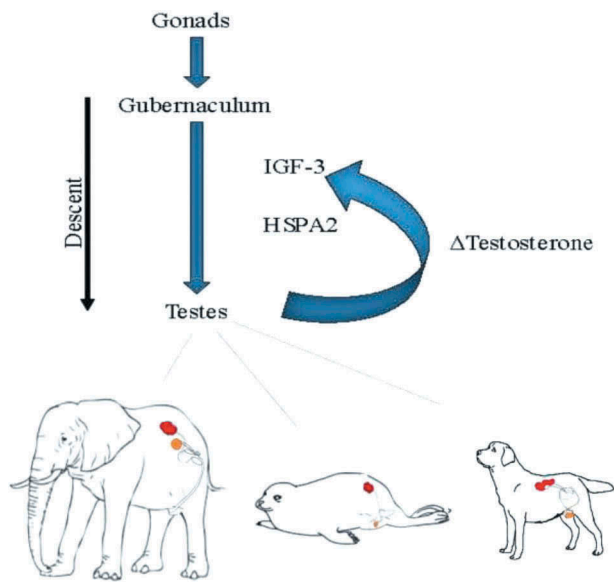 Gonads
Gubernaculum
IGF-3
Descent
HSPA2
ΔTestosterone
Testes